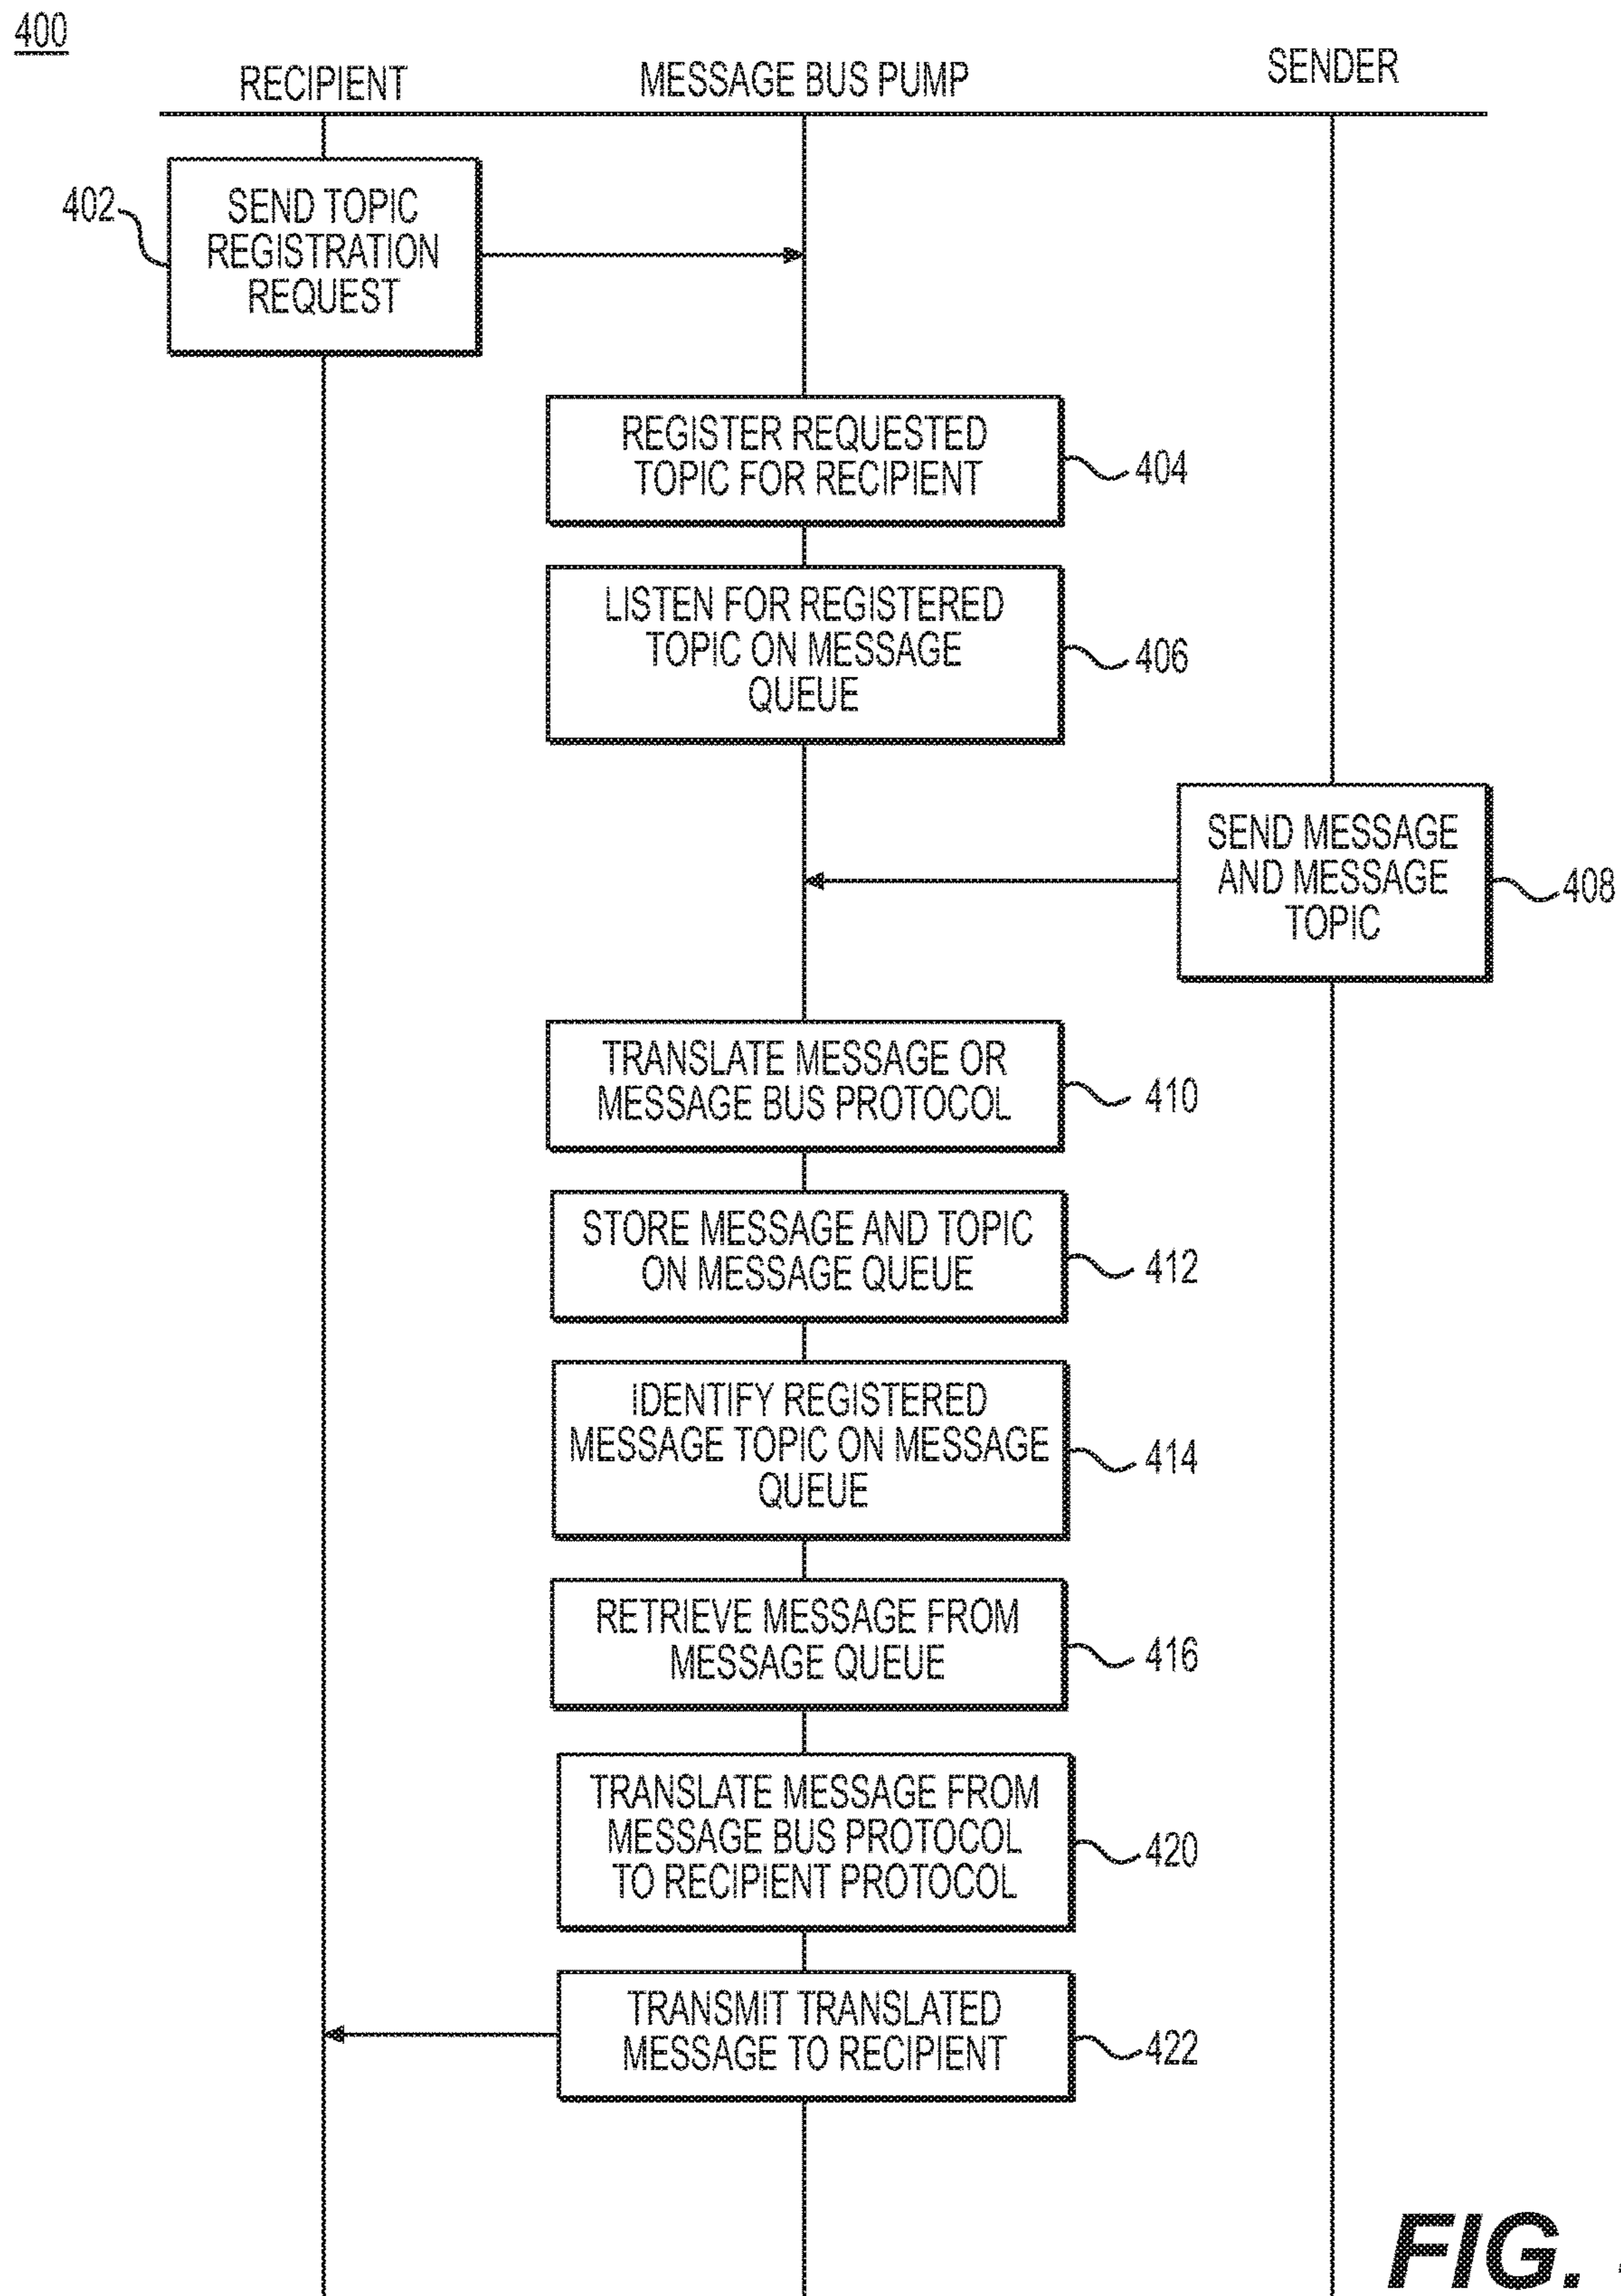 400
RECIPIENT
MESSAGE BUS PUMP
SENDER
402
SEND TOPIC
REGISTRATION
REQUEST
REGISTER REQUESTED
TOPIC FOR RECIPIENT
404
LISTEN FOR REGISTERED
TOPIC ON MESSAGE
QUEUE
406
SEND MESSAGE
AND MESSAGE
TOPIC
408
TRANSLATE MESSAGE OR
MESSAGE BUS PROTOCOL
410
STORE MESSAGE AND TOPIC
ON MESSAGE QUEUE
412
IDENTIFY REGISTERED
MESSAGE TOPIC ON MESSAGE
QUEUE
414
RETRIEVE MESSAGE FROM
MESSAGE QUEUE
416
TRANSLATE MESSAGE FROM
MESSAGE BUS PROTOCOL
TO RECIPIENT PROTOCOL
420
TRANSMIT TRANSLATED
MESSAGE TO RECIPIENT
422
FIG.